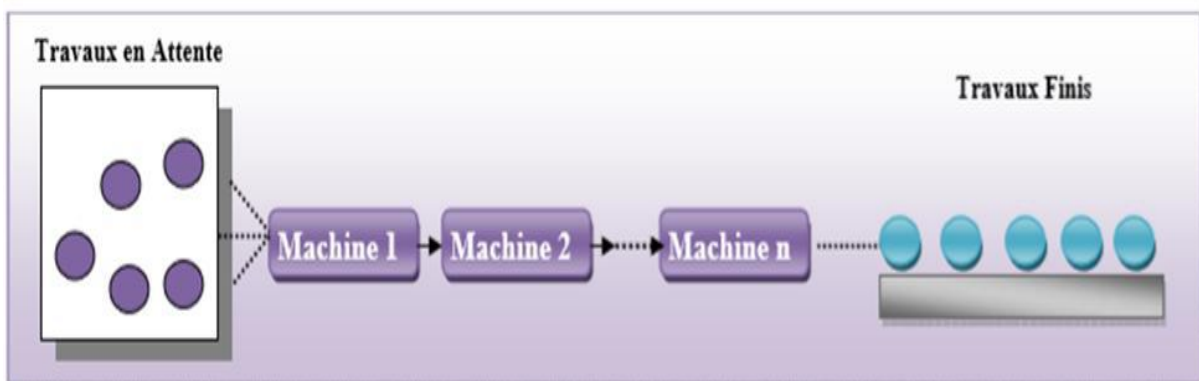 Travaux en Attente
Travaux Finis
Machine 1
Machine 2
Machine n